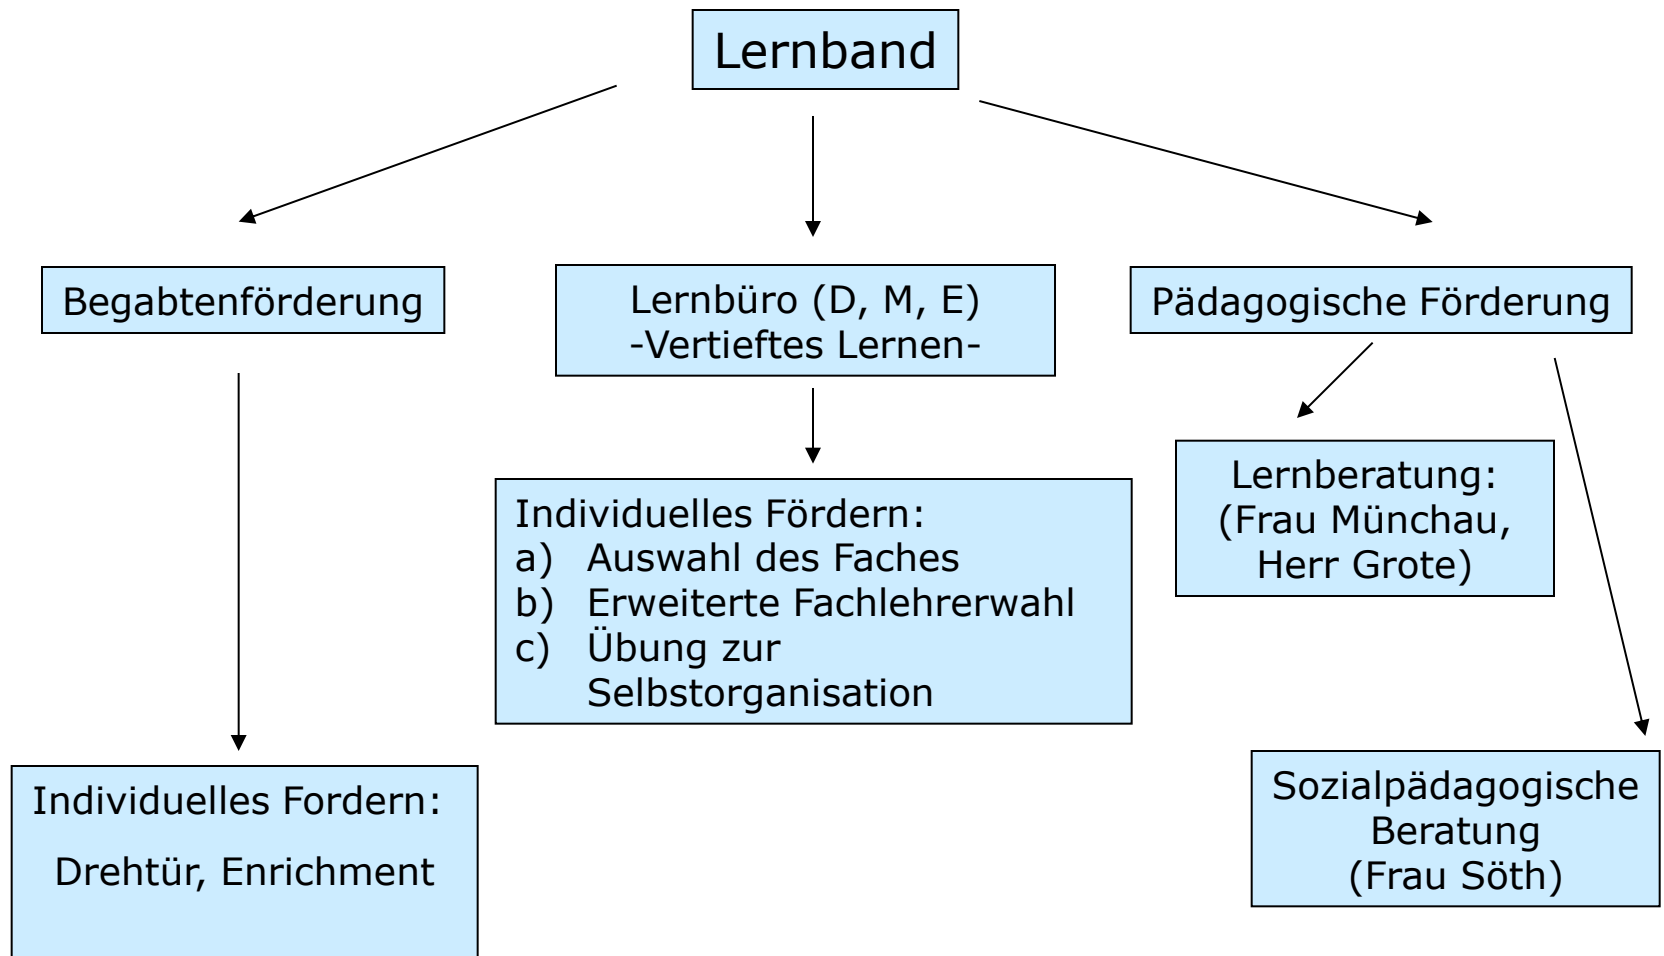 Lernband
Begabtenförderung
Lernbüro (D, M, E)
-Vertieftes Lernen-
Pädagogische Förderung
Individuelles Fördern:
a) Auswahl des Faches
b) Erweiterte Fachlehrerwahl
c) Übung zur
Selbstorganisation
Lernberatung:
(Frau Münchau,
Herr Grote)
Individuelles Fordern:
Drehtür, Enrichment
Sozialpädagogische
Beratung
(Frau Söth)